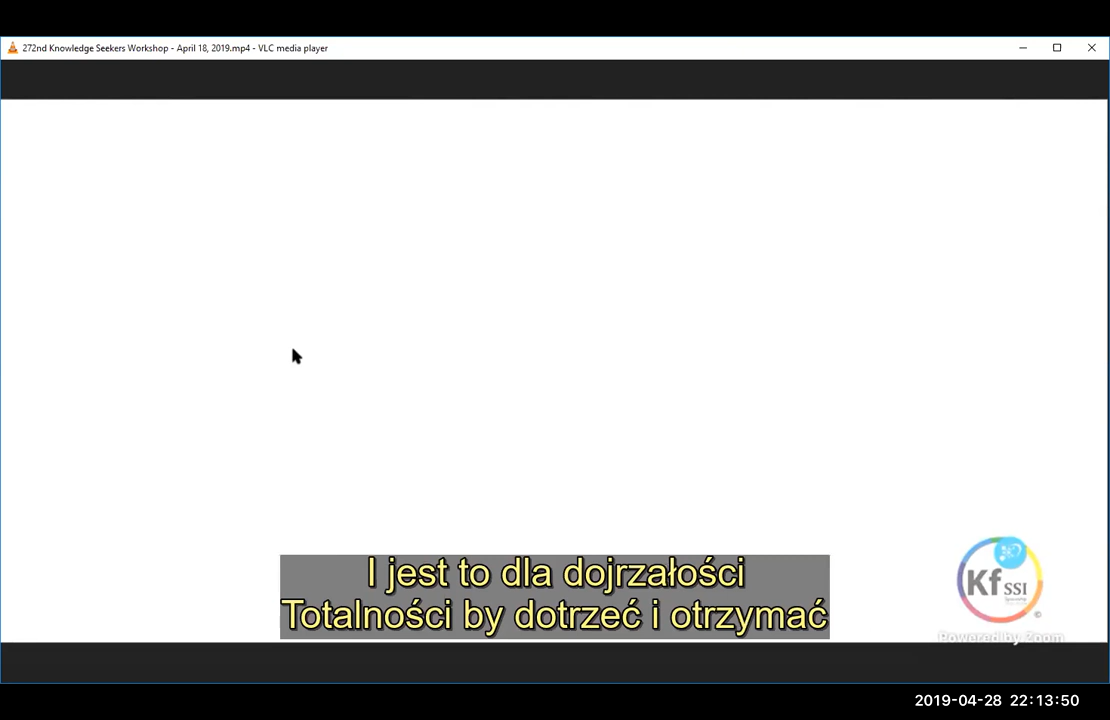 272nd Knowledge Seekers Workshop - April 18, 2019.mp4 - VLC media player
I jest to dla dojrzałości
Totalności by dotrzeć i otrzymać
Kf SSI
©
Powered by Zoom
2019-04-28 22:13:50